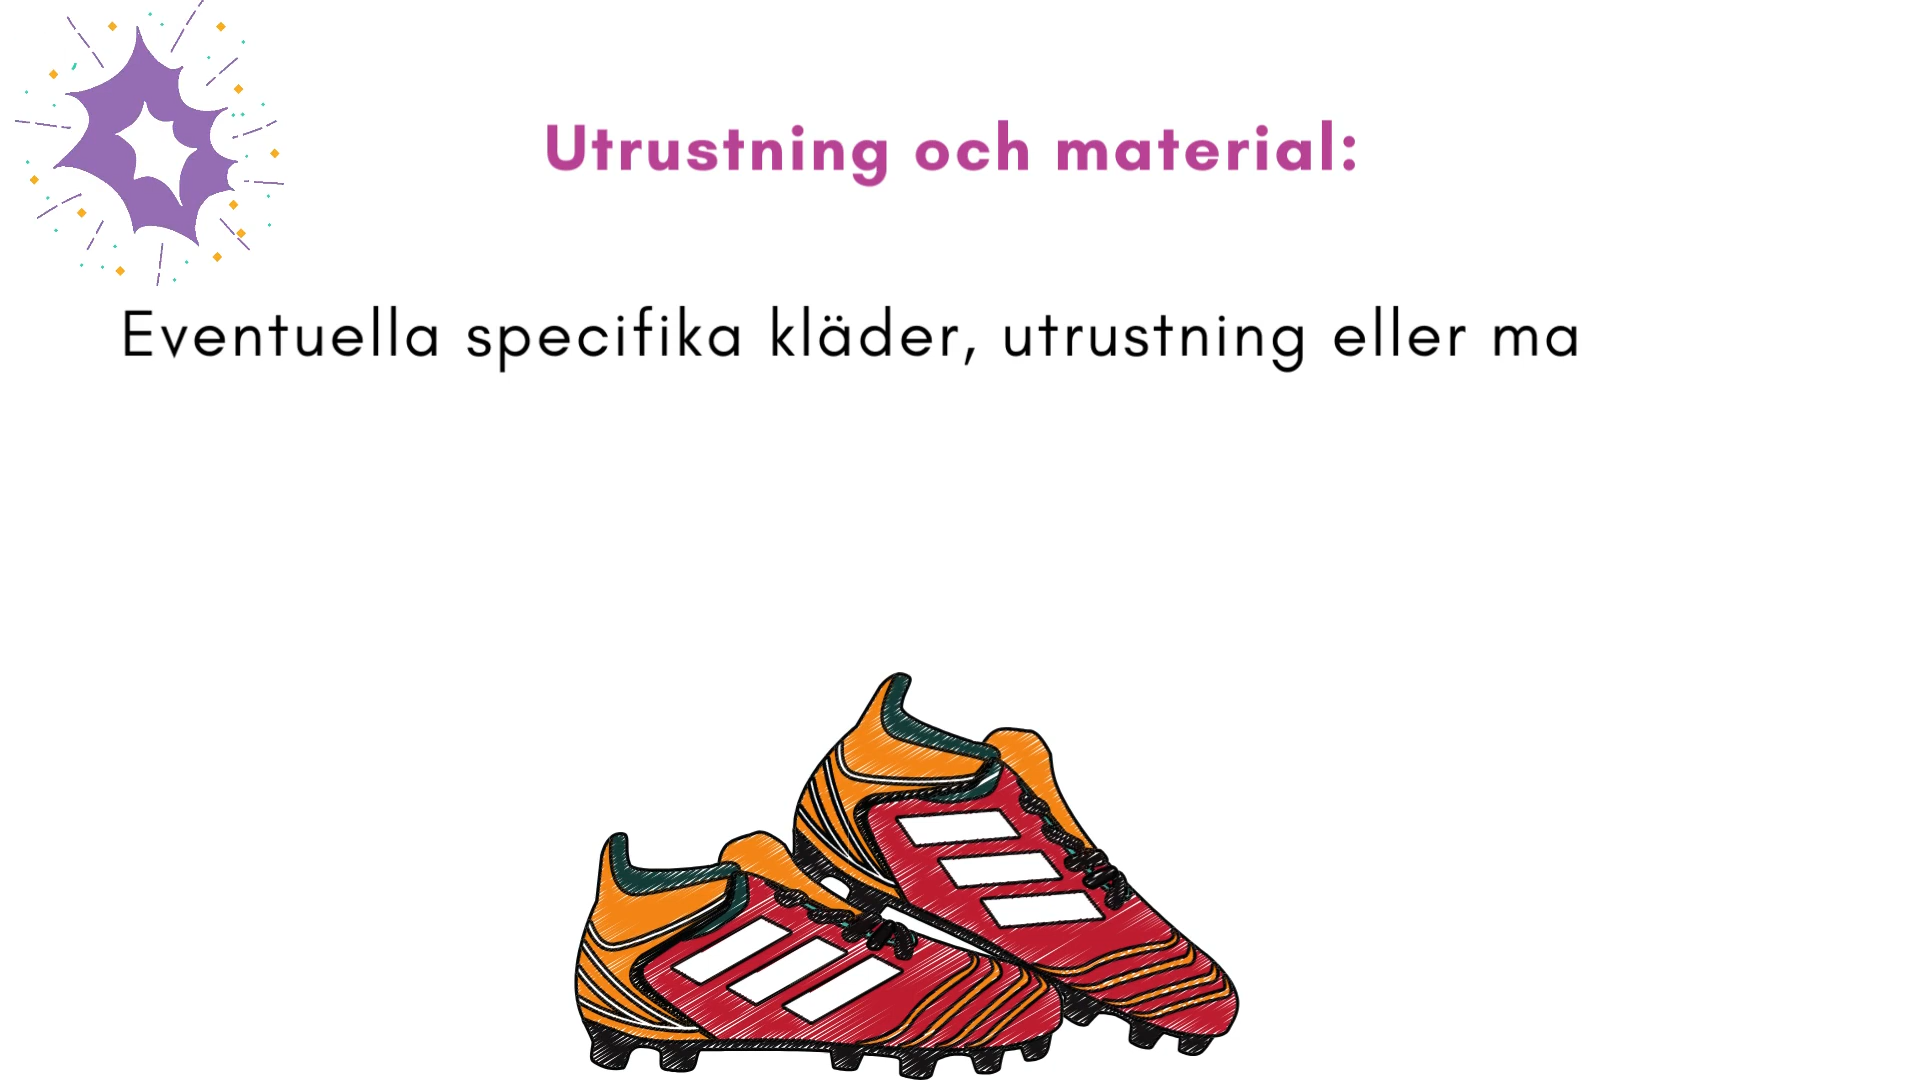 Utrustning och material:
Eventuella specifika kläder, utrustning eller ma